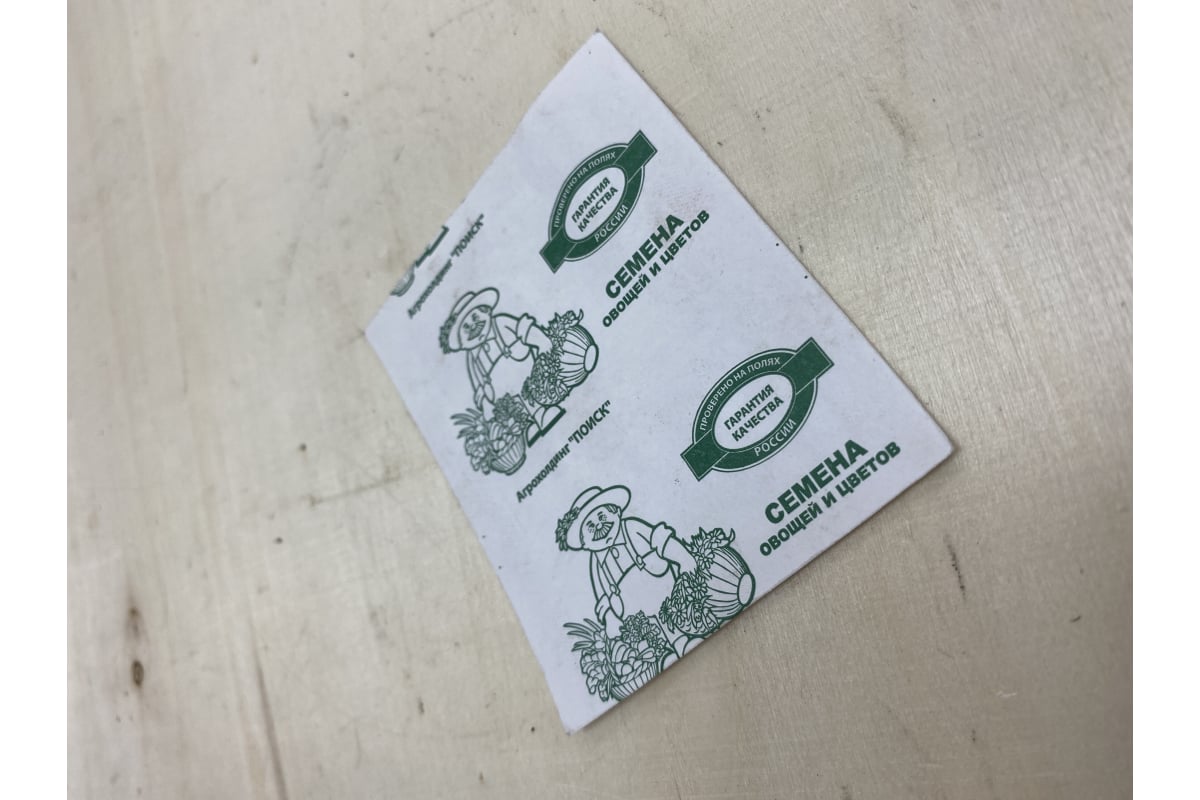 Агрохолдинг "ПОИСК"
ПРОВЕРЕНО НА ПОЛЯХ
ГАРАНТИЯ
КАЧЕСТВА
РОССИИ
СЕМЕНА
ОВОЩЕЙ И ЦВЕТОВ
Агрохолдинг "ПОИСК"
ПРОВЕРЕНО НА ПОЛЯХ
ГАРАНТИЯ
КАЧЕСТВА
РОССИИ
СЕМЕНА
ОВОЩЕЙ И ЦВЕТОВ